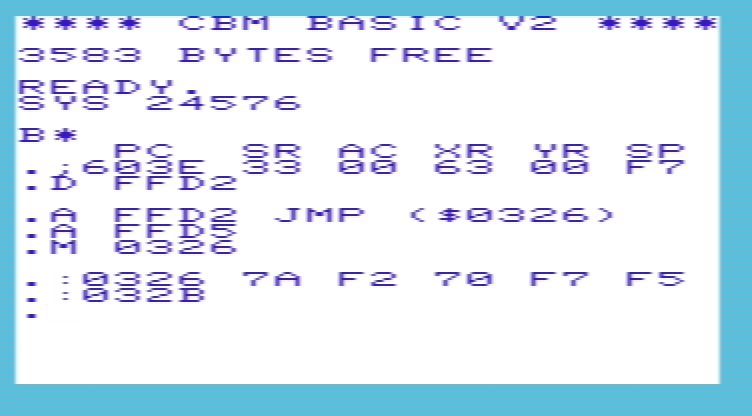 **** CBM BASIC V2 ****
3583 BYTES FREE
READY.
SYS 24576
B*
PC SR AC XR YR SP
.;603E 33 00 63 00 F7
.D FFD2
.A FFD2 JMP ($0326)
.A FFD5
.M 0326
.:0326 7A F2 70 F7 F5
.:032B
.